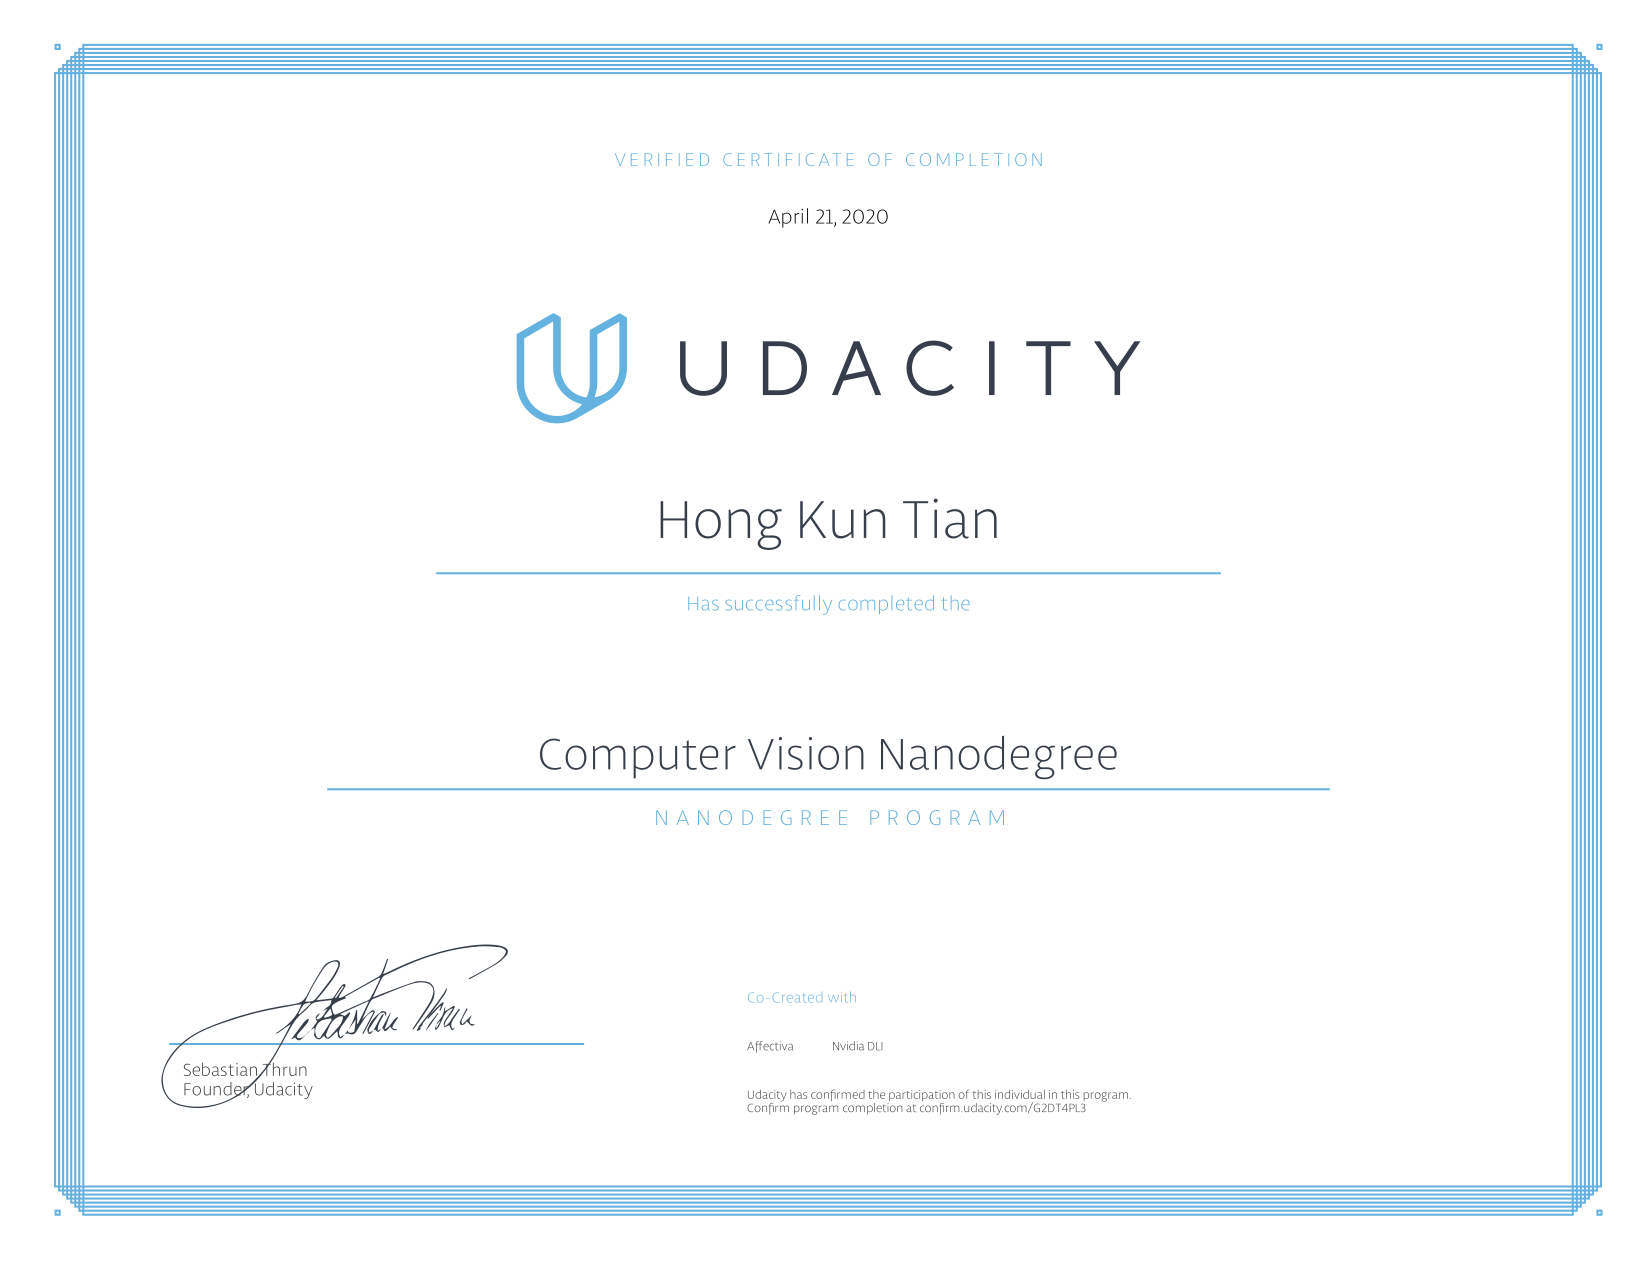 VERIFIED CERTIFICATE OF COMPLETION
April 21, 2020
UDACITY
Hong Kun Tian
Has successfully completed the
Computer Vision Nanodegree
NANODEGREE PROGRAM
Sebastian Thrun
Sebastian Thrun
Founder, Udacity
Co-Created with
Affectiva Nvidia DLI
Udacity has confirmed the participation of this individual in this program.
Confirm program completion at confirm.udacity.com/G2DT4PL3